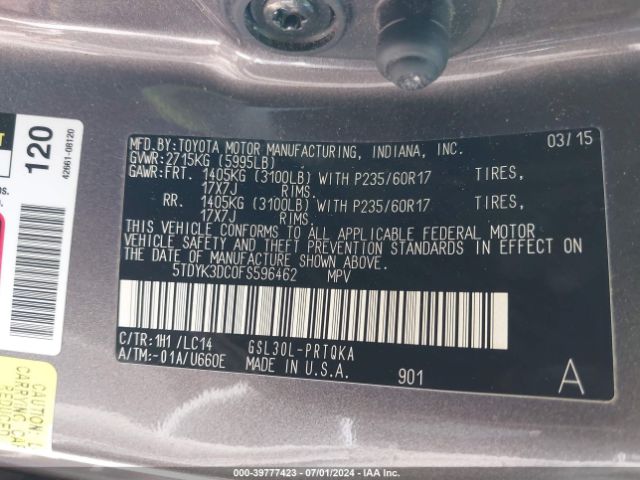 120
42661-08120
MFD.BY:TOYOTA MOTOR MANUFACTURING, INDIANA, INC. 03/15
GVWR:2715KG (5995LB)
GAWR:FRT. 1405KG (3100LB) WITH P235/60R17 TIRES,
17X7J RIMS,
RR. 1405KG (3100LB) WITH P235/60R17 TIRES,
17X7J RIMS,
THIS VEHICLE CONFORMS TO ALL APPLICABLE FEDERAL MOTOR
VEHICLE SAFETY AND THEFT PREVENTION STANDARDS IN EFFECT ON
THE DATE OF MANUFACTURE SHOWN ABOVE.
5TDYK3DC0FS596462 MPV
C/TR:1H1 /LC14 GSL30L-PRTQKA
A/TM:-01A/U660E MADE IN U.S.A. 901 A
CAUTION
CARRYING CA
REDUCED
000-39777423 - 07/01/2024 - IAA Inc.